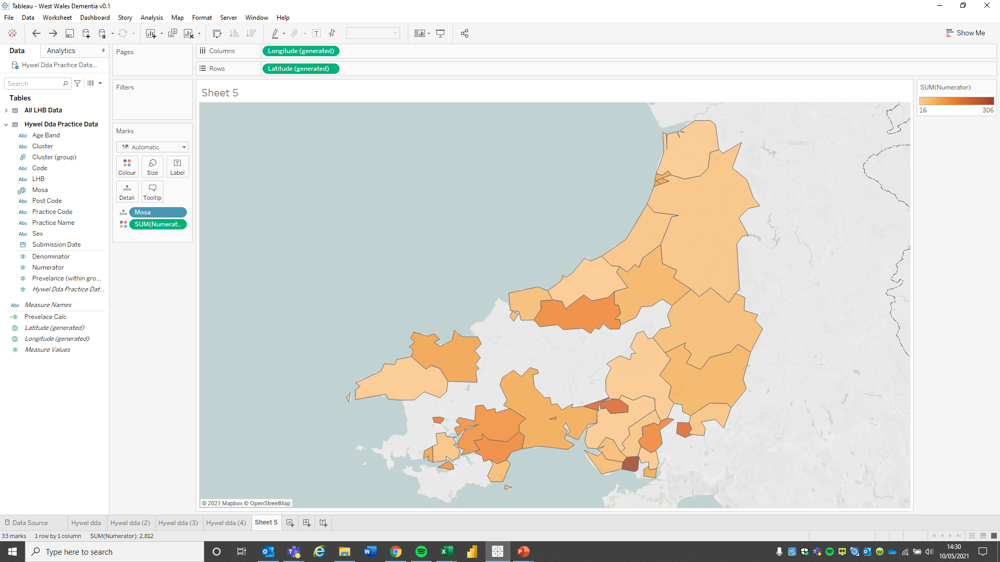 Tableau - West Wales Dementia v0.1
File Data Worksheet Dashboard Story Analysis Map Format Server Window Help
Show Me
Data Analytics
Hywel Dda Practice Data...
Search
Tables
All LHB Data
Hywel Dda Practice Data
Abc Age Band
Abc Cluster
Cluster (group)
Abc Code
Abc LHB
Mosa
Abc Post Code
Abc Practice Code
Abc Practice Name
Abc Sex
Submission Date
Denominator
Numerator
Prevelance (within gro...
Hywel Dda Practice Dat...
Abc Measure Names
Prevelace Calc
Latitude (generated)
Longitude (generated)
Measure Values
Pages
Filters
Marks
Automatic
Colour Size Label
Detail Tooltip
Mosa
SUM(Numerat..
Columns Longitude (generated)
Rows Latitude (generated)
Sheet 5
Wales
© 2021 Mapbox © OpenStreetMap
SUM(Numerator)
16 306
Data Source Hywel dda Hywel dda (2) Hywel dda (3) Hywel dda (4) Sheet 5
33 marks 1 row by 1 column SUM(Numerator): 2,812
Type here to search
14:30
10/05/2021